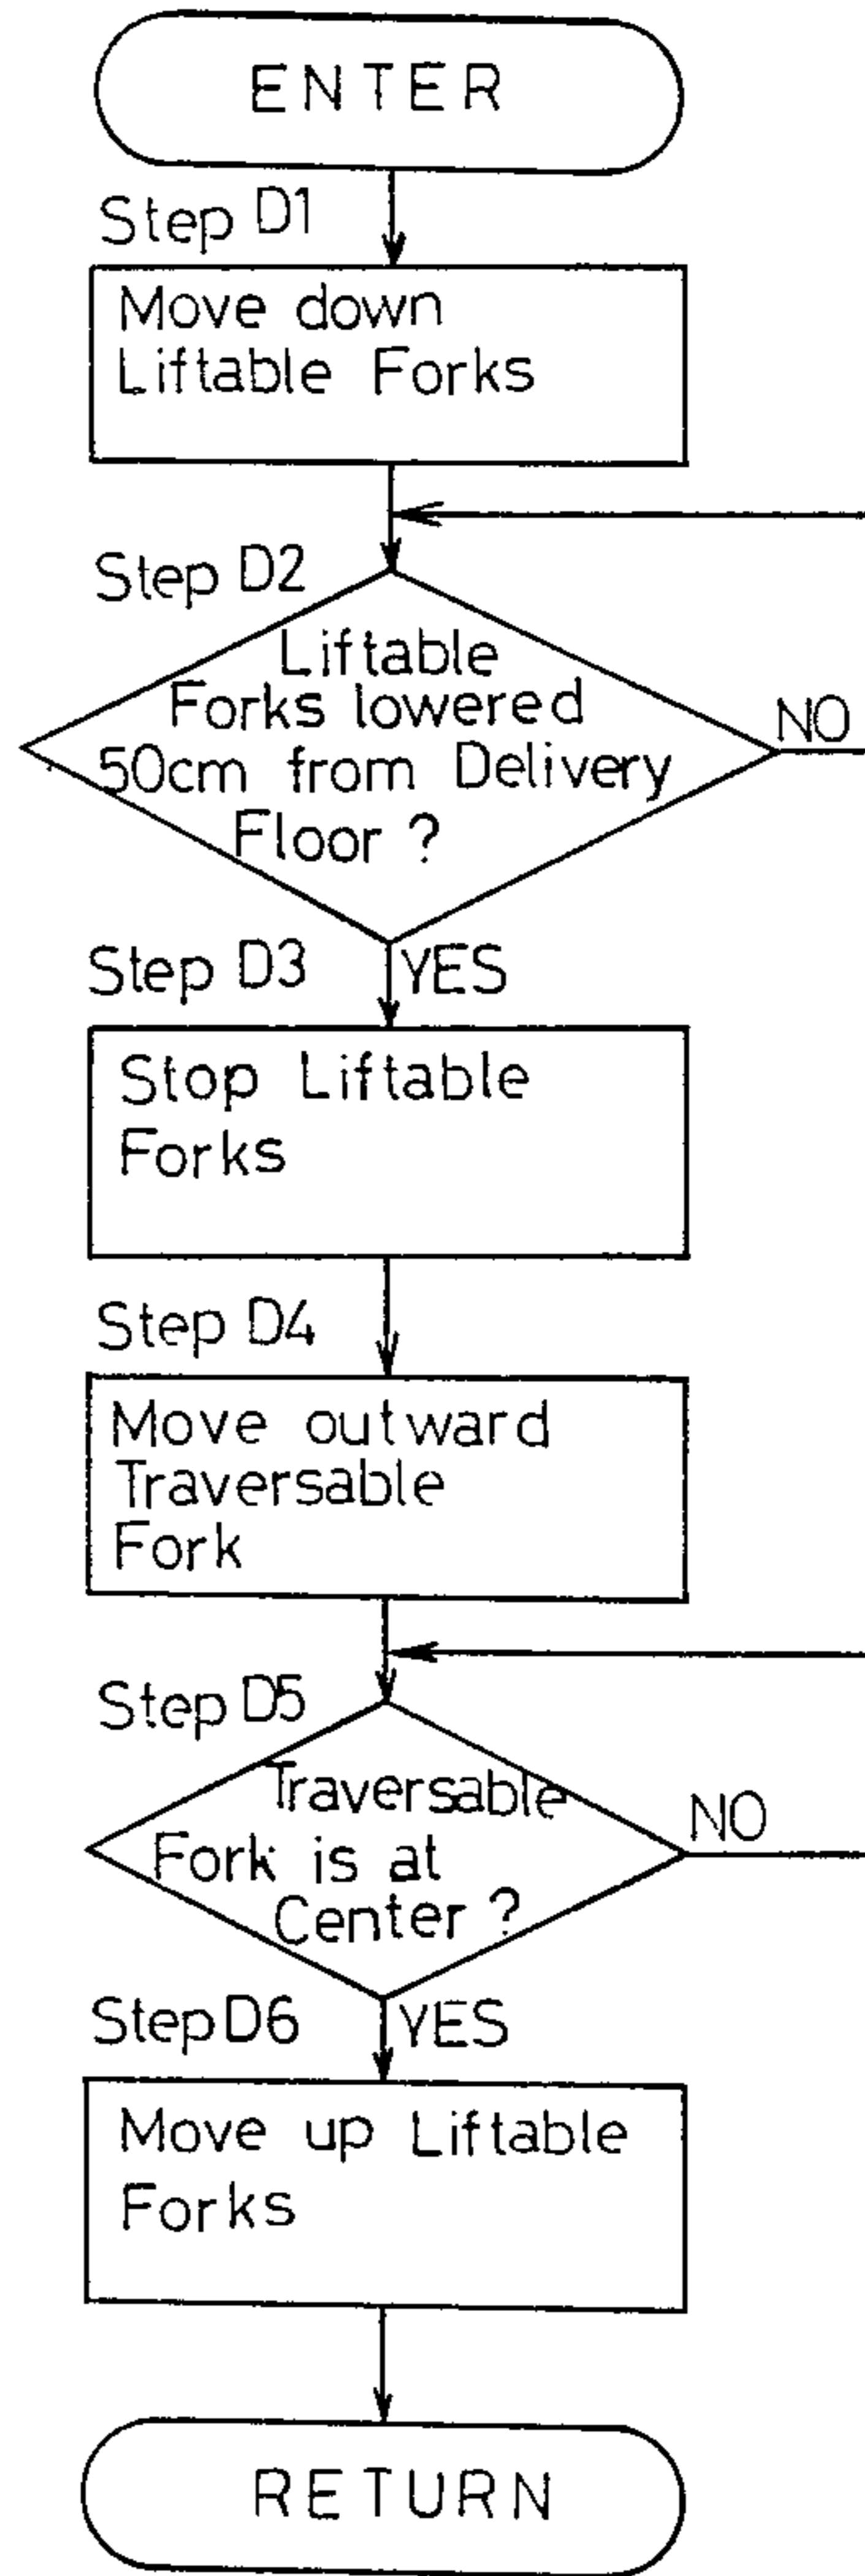 ENTER
Step D1
Move down
Liftable Forks
Step D2
Liftable
Forks lowered
50cm from Delivery
Floor ?
NO
Step D3
YES
Stop Liftable
Forks
Step D4
Move outward
Traversable
Fork
Step D5
Traversable
Fork is at
Center ?
NO
Step D6
YES
Move up Liftable
Forks
RETURN